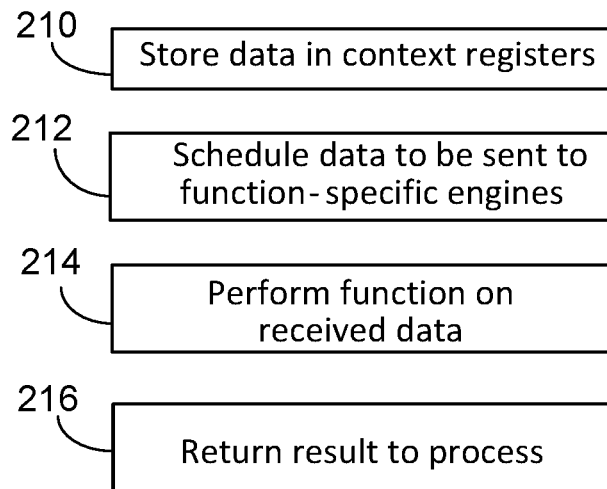 210
Store data in context registers
212
Schedule data to be sent to
function-specific engines
214
Perform function on
received data
216
Return result to process